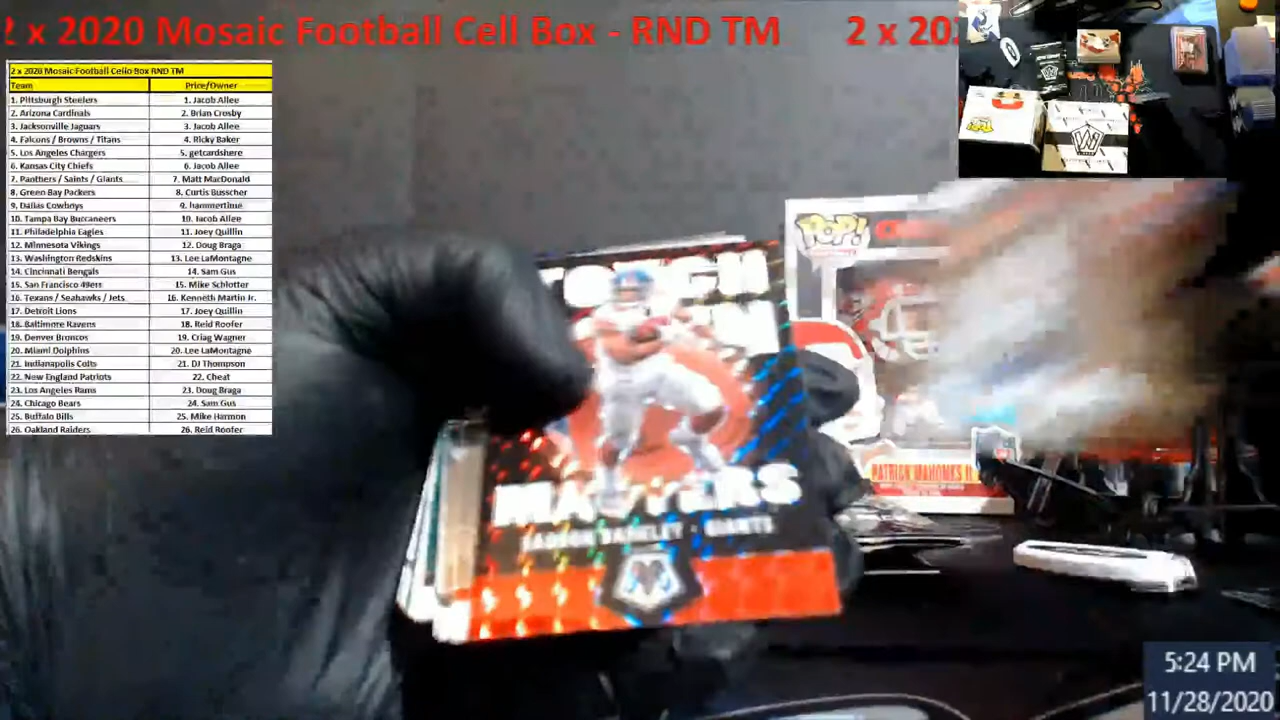 2 x 2020 Mosaic Football Cell Box - RND TM 2 x 202
2 x 2020 Mosaic Football Cello Box RND TM
Team Price/Owner
1. Pittsburgh Steelers 1. Jacob Allee
2. Arizona Cardinals 2. Brian Crosby
3. Jacksonville Jaguars 3. Jacob Allee
4. Falcons / Browns / Titans 4. Ricky Baker
5. Los Angeles Chargers 5. getcardshere
6. Kansas City Chiefs 6. Jacob Allee
7. Panthers / Saints / Giants 7. Matt MacDonald
8. Green Bay Packers 8. Curtis Busscher
9. Dallas Cowboys 9. hammertime
10. Tampa Bay Buccaneers 10. Jacob Allee
11. Philadelphia Eagles 11. Joey Quillin
12. Minnesota Vikings 12. Doug Braga
13. Washington Redskins 13. Lee LaMontagne
14. Cincinnati Bengals 14. Sam Gus
15. San Francisco 49ers 15. Mike Schlotter
16. Texans / Seahawks / Jets 16. Kenneth Martin Jr.
17. Detroit Lions 17. Joey Quillin
18. Baltimore Ravens 18. Reid Roofer
19. Denver Broncos 19. Criag Wagner
20. Miami Dolphins 20. Lee LaMontagne
21. Indianapolis Colts 21. DJ Thompson
22. New England Patriots 22. Cheat
23. Los Angeles Rams 23. Doug Braga
24. Chicago Bears 24. Sam Gus
25. Buffalo Bills 25. Mike Harmon
26. Oakland Raiders 26. Reid Roofer
POP!
TOUCH
MASTERS
SAQUON BARKLEY - GIANTS
PATRICK MAHOMES II
5:24 PM
11/28/2020